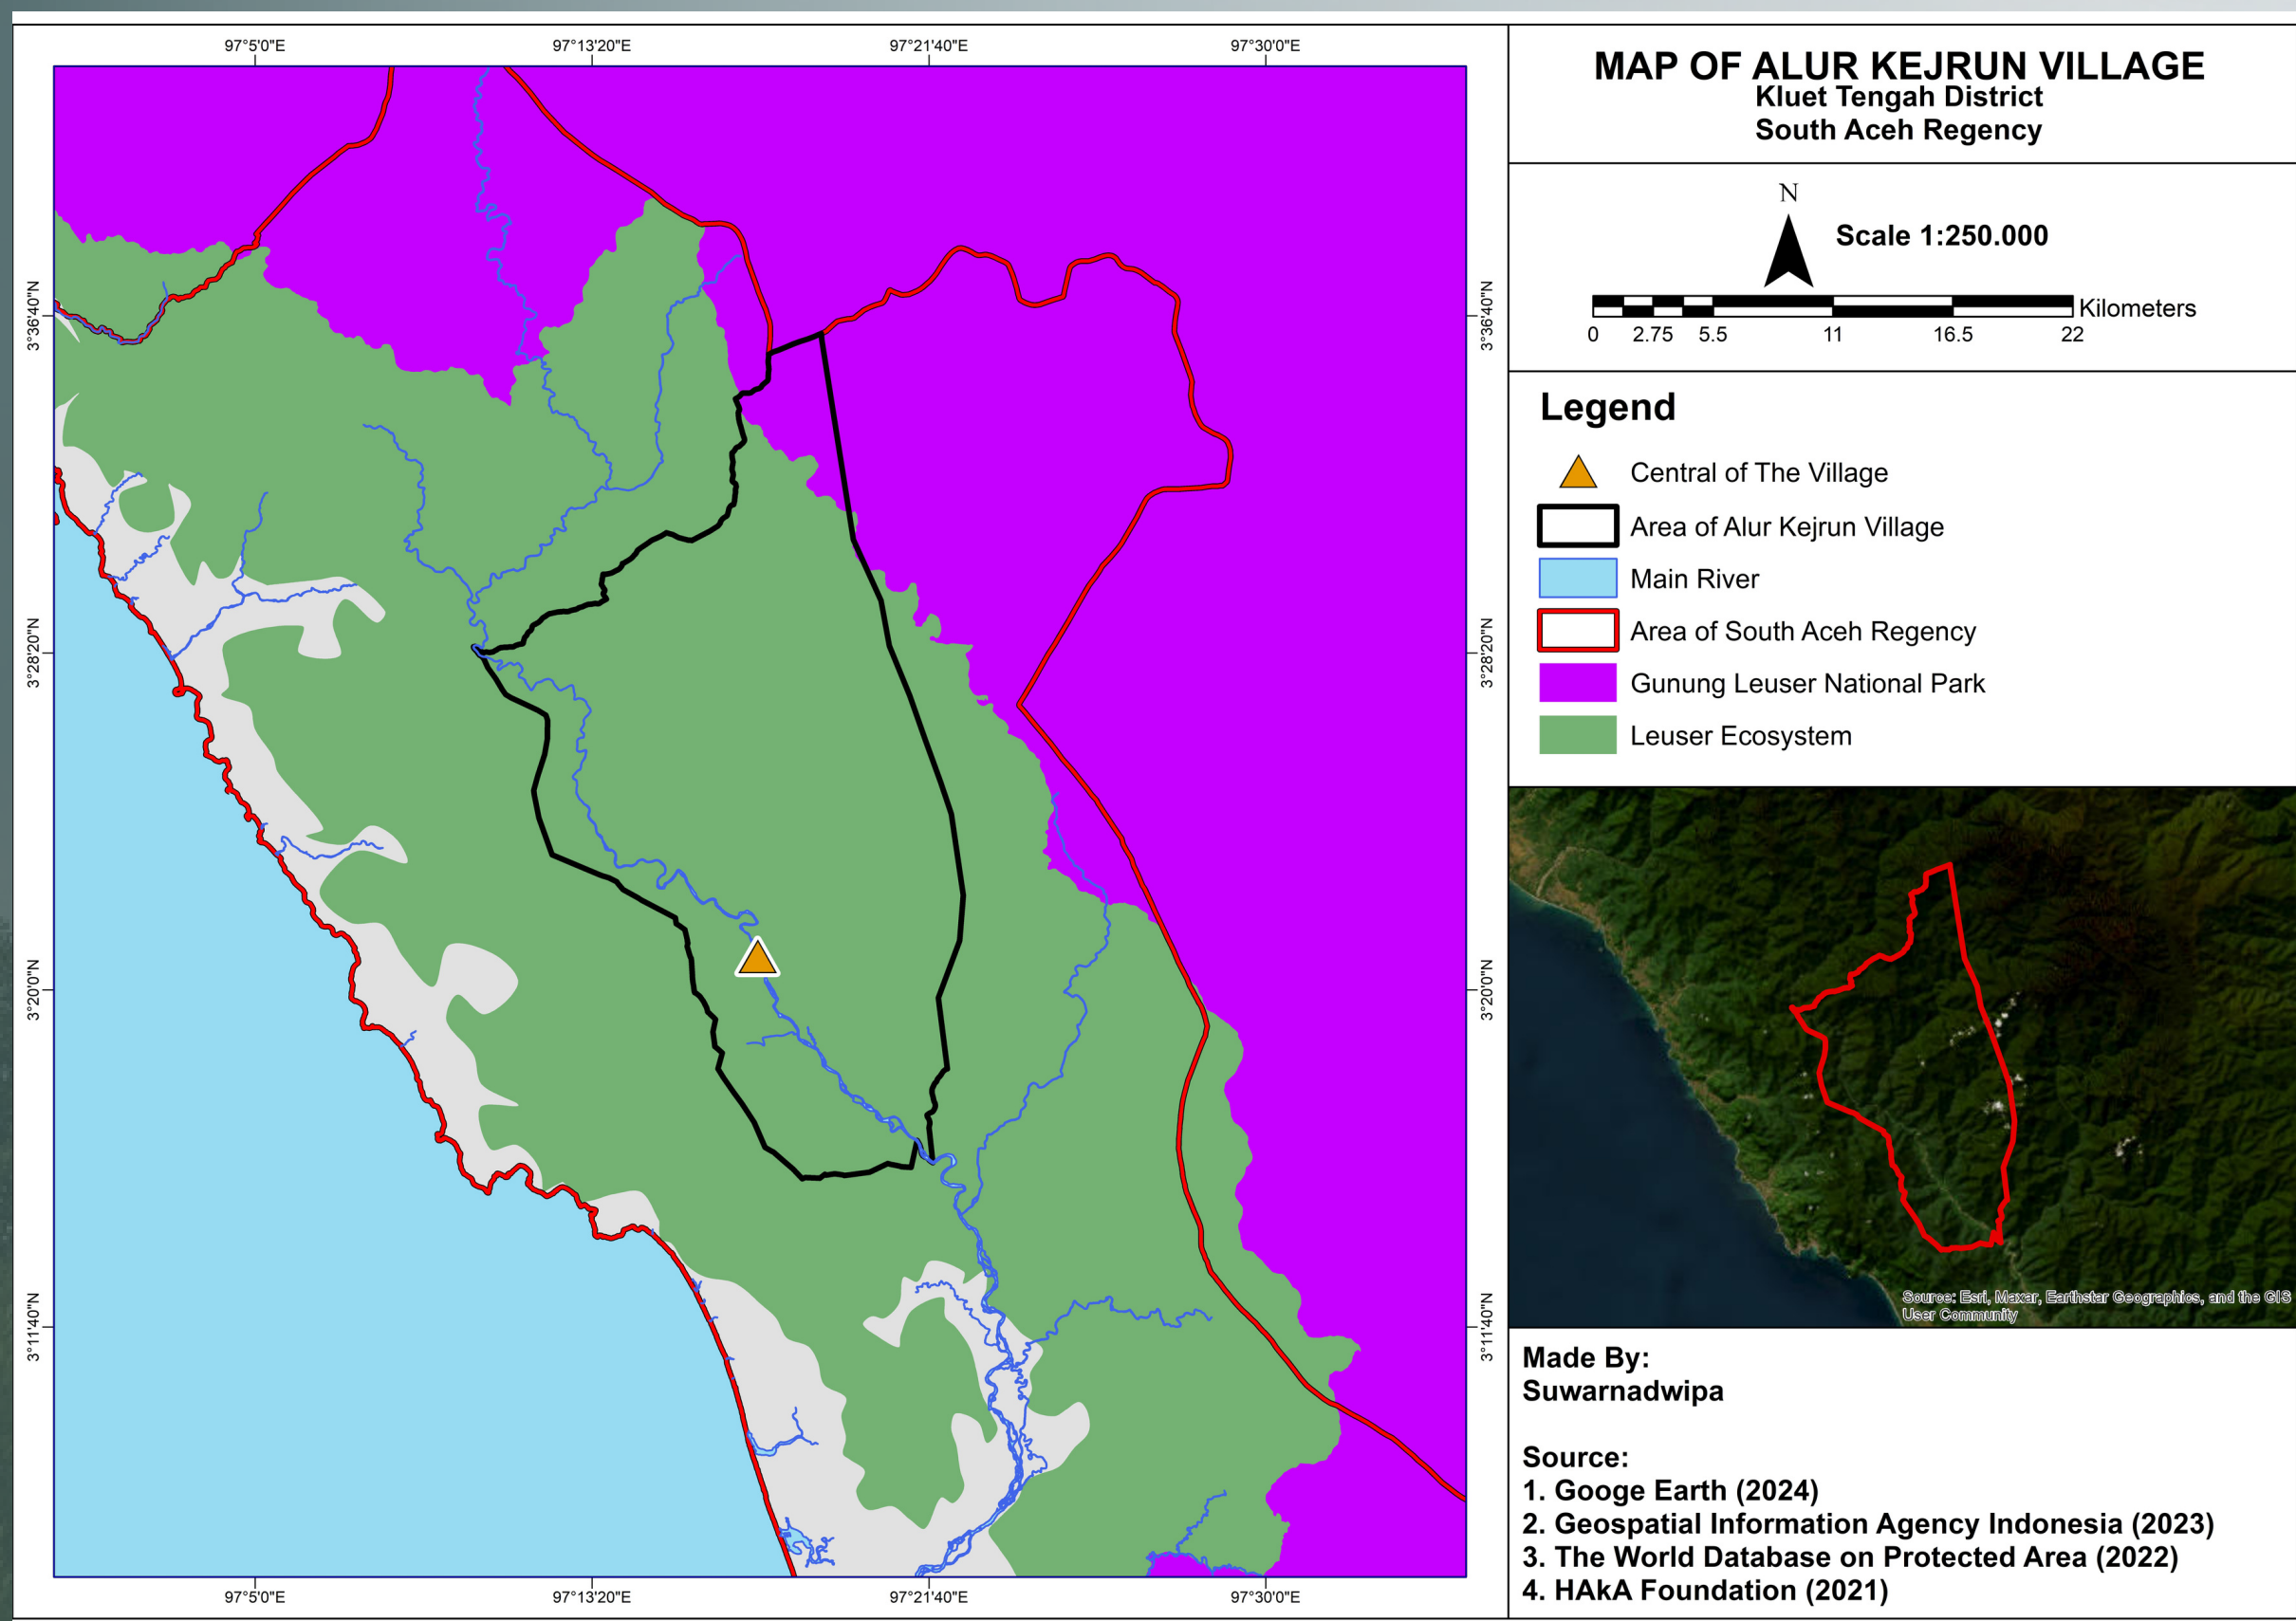 MAP OF ALUR KEJRUN VILLAGE
Kluet Tengah District
South Aceh Regency
N
Scale 1:250.000
Kilometers
0 2.75 5.5 11 16.5 22
Legend
Central of The Village
Area of Alur Kejrun Village
Main River
Area of South Aceh Regency
Gunung Leuser National Park
Leuser Ecosystem
97°5'0"E 97°13'20"E 97°21'40"E 97°30'0"E
3°36'40"N 3°36'40"N
3°28'20"N 3°28'20"N
3°20'0"N 3°20'0"N
3°11'40"N 3°11'40"N
97°5'0"E 97°13'20"E 97°21'40"E 97°30'0"E
Source: Esri, Maxar, Earthstar Geographics, and the GIS
User Community
Made By:
Suwarnadwipa
Source:
1. Googe Earth (2024)
2. Geospatial Information Agency Indonesia (2023)
3. The World Database on Protected Area (2022)
4. HAkA Foundation (2021)